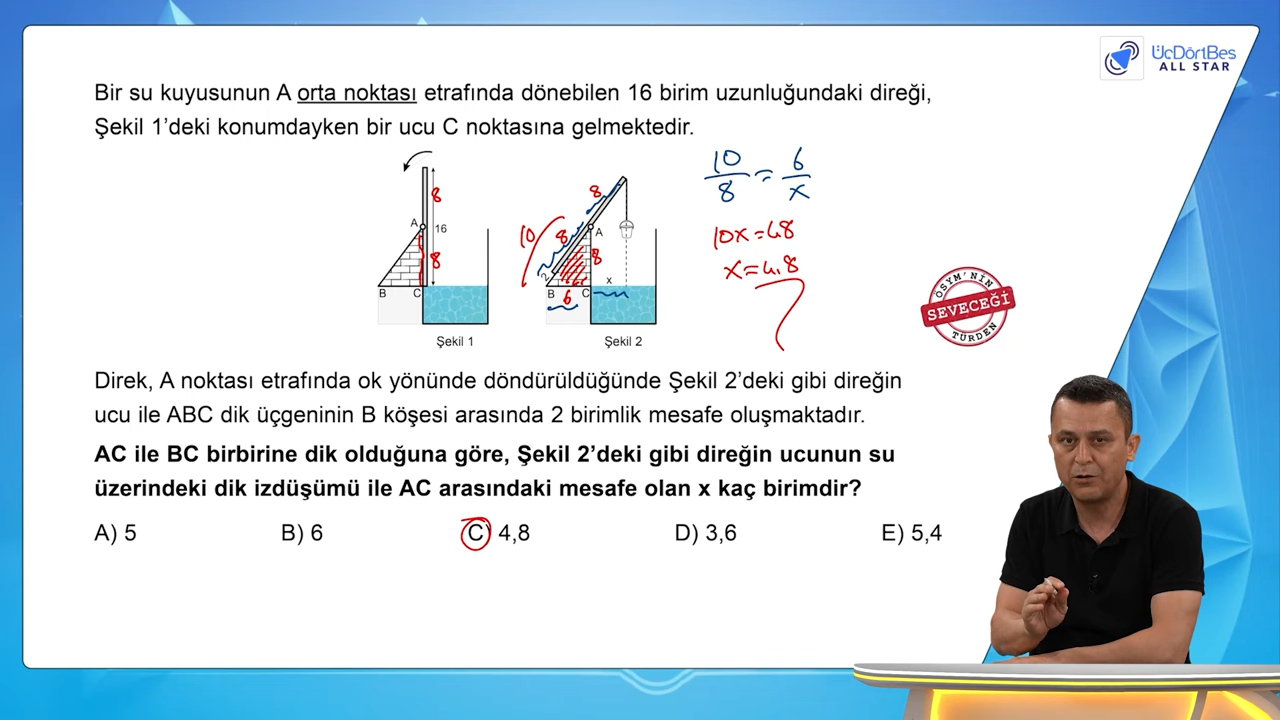 ÜçDörtBeş
ALL STAR
Bir su kuyusunun A orta noktası etrafında dönebilen 16 birim uzunluğundaki direği,
Şekil 1’deki konumdayken bir ucu C noktasına gelmektedir.
8
A
16
8
B
C
Şekil 1
8
10
8
A
8
2
x
B
C
6
Şekil 2
10/8 = 6/x
10x = 48
x = 4.8
ÖSYM'NİN
SEVECEĞİ
TÜRDEN
Direk, A noktası etrafında ok yönünde döndürüldüğünde Şekil 2’deki gibi direğin
ucu ile ABC dik üçgeninin B köşesi arasında 2 birimlik mesafe oluşmaktadır.
AC ile BC birbirine dik olduğuna göre, Şekil 2’deki gibi direğin ucunun su
üzerindeki dik izdüşümü ile AC arasındaki mesafe olan x kaç birimdir?
A) 5 B) 6 C) 4,8 D) 3,6 E) 5,4